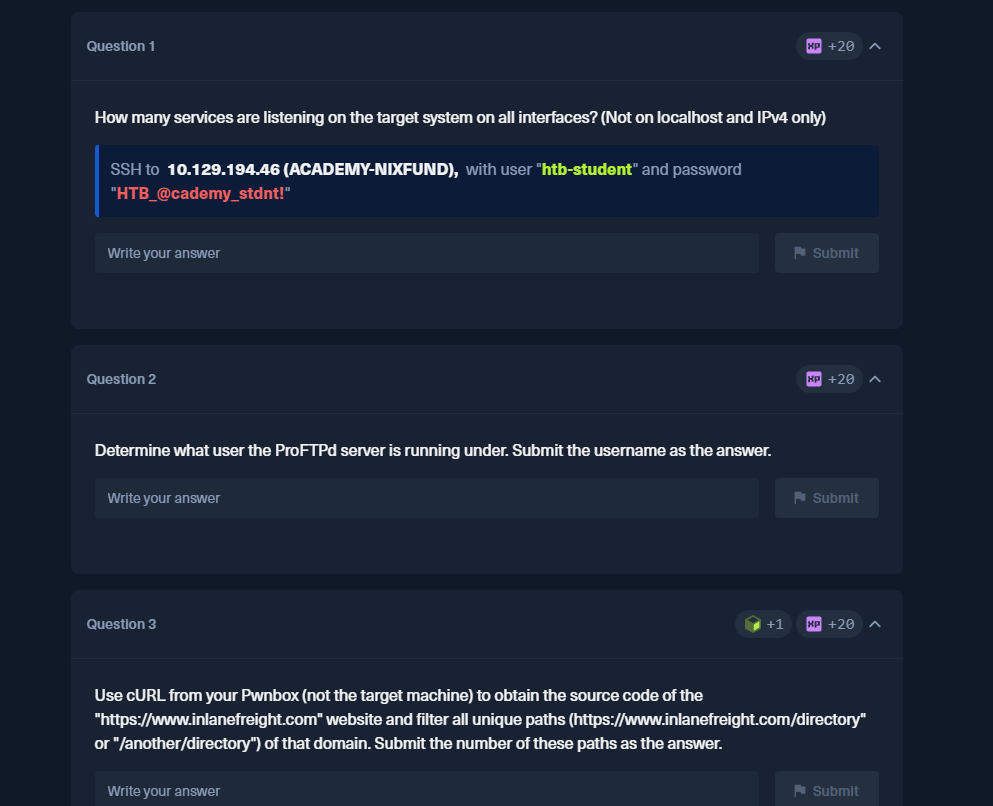 Question 1
XP +20
How many services are listening on the target system on all interfaces? (Not on localhost and IPv4 only)
SSH to 10.129.194.46 (ACADEMY-NIXFUND), with user "htb-student" and password
"HTB_@cademy_stdnt!"
Write your answer
Submit
Question 2
XP +20
Determine what user the ProFTPd server is running under. Submit the username as the answer.
Write your answer
Submit
Question 3
+1 XP +20
Use cURL from your Pwnbox (not the target machine) to obtain the source code of the
"https://www.inlanefreight.com" website and filter all unique paths (https://www.inlanefreight.com/directory"
or "/another/directory") of that domain. Submit the number of these paths as the answer.
Write your answer
Submit